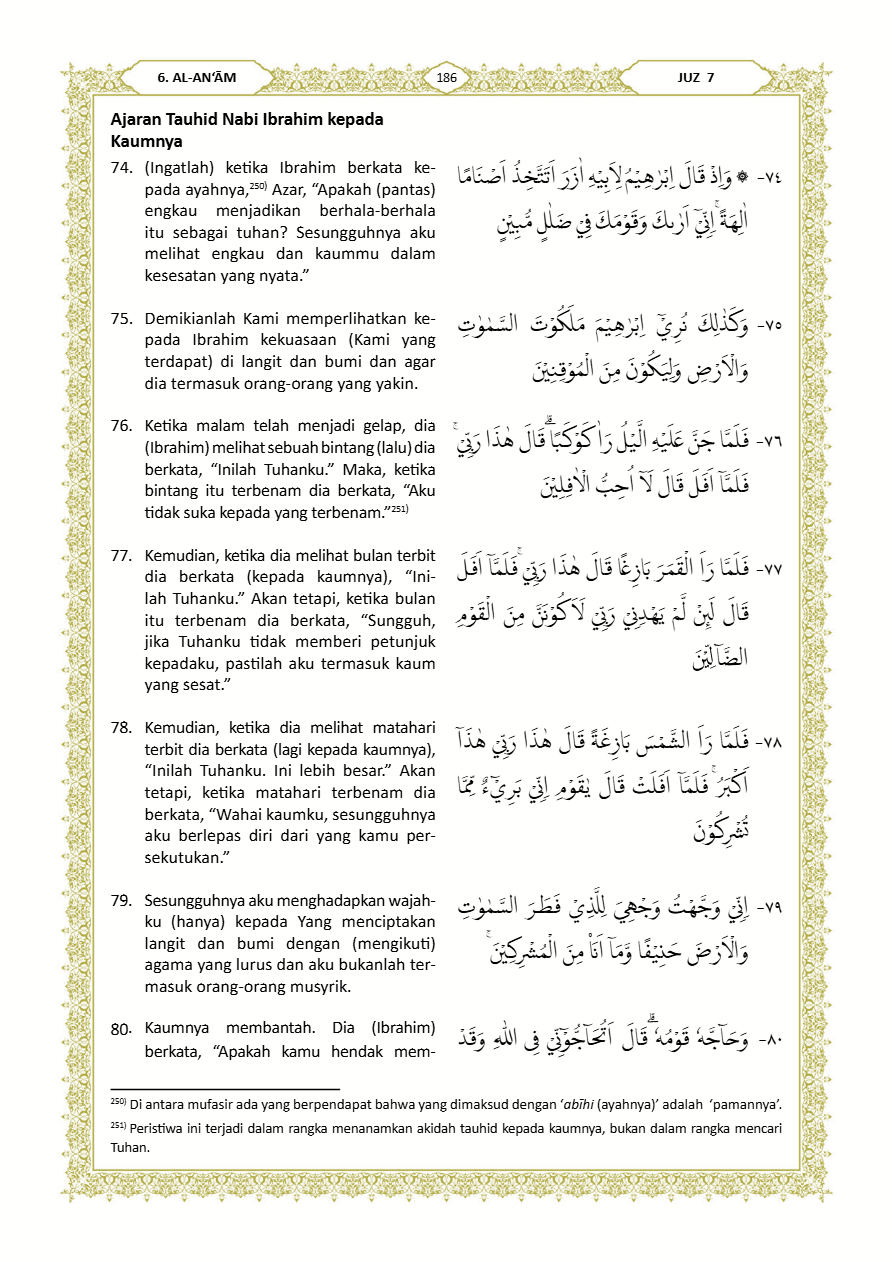 6. AL-AN‘ĀM
186
JUZ 7
Ajaran Tauhid Nabi Ibrahim kepada
Kaumnya
74. (Ingatlah) ketika Ibrahim berkata ke-
pada ayahnya,250) Azar, “Apakah (pantas)
engkau menjadikan berhala-berhala
itu sebagai tuhan? Sesungguhnya aku
melihat engkau dan kaummu dalam
kesesatan yang nyata.”
٧٤- ۞ وَاِذْ قَالَ اِبْرٰهِيْمُ لِاَبِيْهِ اٰزَرَ اَتَتَّخِذُ اَصْنَامًا
اٰلِهَةً ۚاِنِّيْٓ اَرٰىكَ وَقَوْمَكَ فِيْ ضَلٰلٍ مُّبِيْنٍ
75. Demikianlah Kami memperlihatkan ke-
pada Ibrahim kekuasaan (Kami yang
terdapat) di langit dan bumi dan agar
dia termasuk orang-orang yang yakin.
٧٥- وَكَذٰلِكَ نُرِيْٓ اِبْرٰهِيْمَ مَلَكُوْتَ السَّمٰوٰتِ
وَالْاَرْضِ وَلِيَكُوْنَ مِنَ الْمُوْقِنِيْنَ
76. Ketika malam telah menjadi gelap, dia
(Ibrahim) melihat sebuah bintang (lalu) dia
berkata, “Inilah Tuhanku.” Maka, ketika
bintang itu terbenam dia berkata, “Aku
tidak suka kepada yang terbenam.”251)
٧٦- فَلَمَّا جَنَّ عَلَيْهِ الَّيْلُ رَاٰ كَوْكَبًا ۗقَالَ هٰذَا رَبِّيْۚ
فَلَمَّآ اَفَلَ قَالَ لَآ اُحِبُّ الْاٰفِلِيْنَ
77. Kemudian, ketika dia melihat bulan terbit
dia berkata (kepada kaumnya), “Ini-
lah Tuhanku.” Akan tetapi, ketika bulan
itu terbenam dia berkata, “Sungguh,
jika Tuhanku tidak memberi petunjuk
kepadaku, pastilah aku termasuk kaum
yang sesat.”
٧٧- فَلَمَّا رَاَ الْقَمَرَ بَازِغًا قَالَ هٰذَا رَبِّيْ ۚفَلَمَّآ اَفَلَ
قَالَ لَىِٕنْ لَّمْ يَهْدِنِيْ رَبِّيْ لَاَكُوْنَنَّ مِنَ الْقَوْمِ
الضَّاۤلِّيْنَ
78. Kemudian, ketika dia melihat matahari
terbit dia berkata (lagi kepada kaumnya),
“Inilah Tuhanku. Ini lebih besar.” Akan
tetapi, ketika matahari terbenam dia
berkata, “Wahai kaumku, sesungguhnya
aku berlepas diri dari yang kamu per-
sekutukan.”
٧٨- فَلَمَّا رَاَ الشَّمْسَ بَازِغَةً قَالَ هٰذَا رَبِّيْ هٰذَآ
اَكْبَرُ ۚفَلَمَّآ اَفَلَتْ قَالَ يٰقَوْمِ اِنِّيْ بَرِيْۤءٌ مِّمَّا
تُشْرِكُوْنَ
79. Sesungguhnya aku menghadapkan wajah-
ku (hanya) kepada Yang menciptakan
langit dan bumi dengan (mengikuti)
agama yang lurus dan aku bukanlah ter-
masuk orang-orang musyrik.
٧٩- اِنِّيْ وَجَّهْتُ وَجْهِيَ لِلَّذِيْ فَطَرَ السَّمٰوٰتِ
وَالْاَرْضَ حَنِيْفًا وَّمَآ اَنَا۠ مِنَ الْمُشْرِكِيْنَۚ
80. Kaumnya membantah. Dia (Ibrahim)
berkata, “Apakah kamu hendak mem-
٨٠- وَحَاۤجَّهٗ قَوْمُهٗ ۗقَالَ اَتُحَاۤجُّوْۤنِّيْ فِى اللّٰهِ وَقَدْ
250) Di antara mufasir ada yang berpendapat bahwa yang dimaksud dengan ‘abīhi (ayahnya)’ adalah ‘pamannya’.
251) Peristiwa ini terjadi dalam rangka menanamkan akidah tauhid kepada kaumnya, bukan dalam rangka mencari
Tuhan.